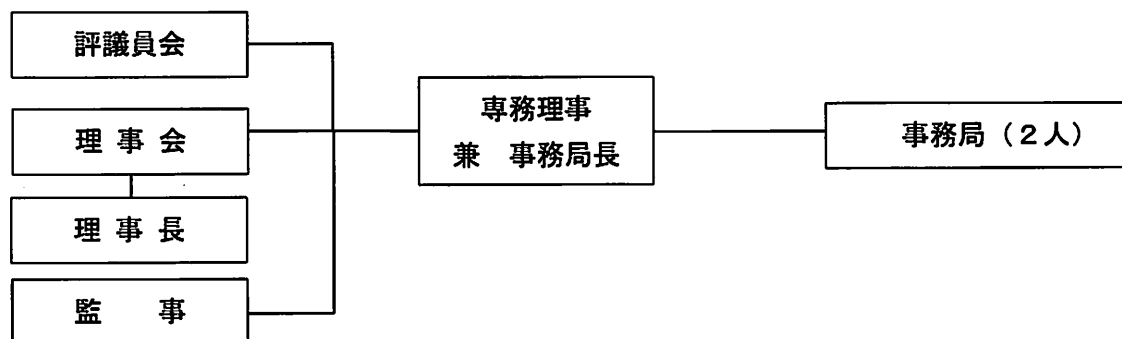 評議員会
理 事 会
理 事 長
監　　事
専務理事
兼　事務局長
事務局（２人）